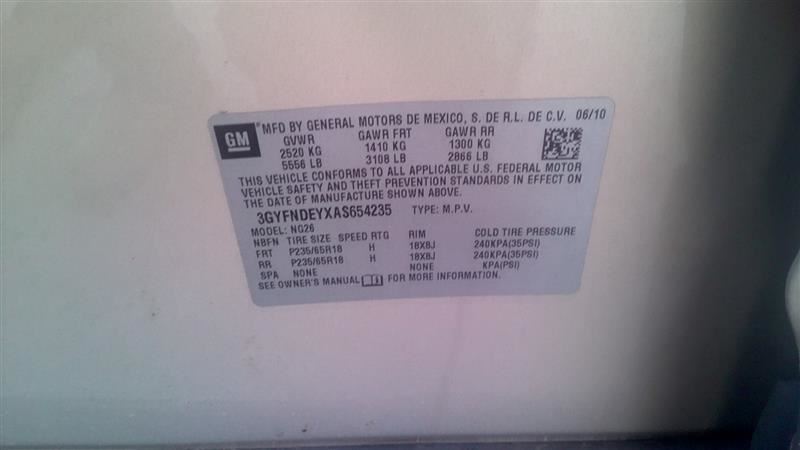 GM
MFD BY GENERAL MOTORS DE MEXICO, S. DE R.L. DE C.V. 06/10
GVWR GAWR FRT GAWR RR
2520 KG 1410 KG 1300 KG
5556 LB 3108 LB 2866 LB
THIS VEHICLE CONFORMS TO ALL APPLICABLE U.S. FEDERAL MOTOR
VEHICLE SAFETY AND THEFT PREVENTION STANDARDS IN EFFECT ON
THE DATE OF MANUFACTURE SHOWN ABOVE.
3GYFNDEYXAS654235 TYPE: M.P.V.
MODEL: NG26
NBFN TIRE SIZE SPEED RTG RIM COLD TIRE PRESSURE
FRT P235/65R18 H 18X8J 240KPA(35PSI)
RR P235/65R18 H 18X8J 240KPA(35PSI)
SPA NONE NONE KPA(PSI)
SEE OWNER'S MANUAL FOR MORE INFORMATION.